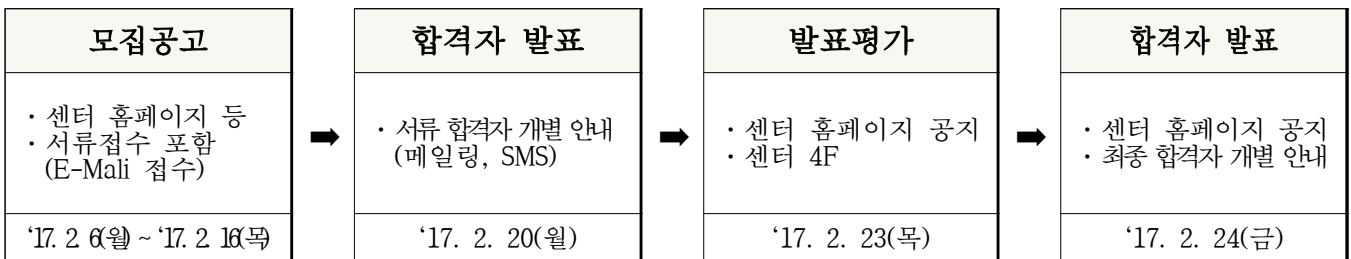 모집공고
· 센터 홈페이지 등
· 서류접수 포함
(E-Mali 접수)
‘17. 2. 6(월) ~ ‘17. 2. 16(목)
➡
합격자 발표
· 서류 합격자 개별 안내
(메일링, SMS)
‘17. 2. 20(월)
➡
발표평가
· 센터 홈페이지 공지
· 센터 4F
‘17. 2. 23(목)
➡
합격자 발표
· 센터 홈페이지 공지
· 최종 합격자 개별 안내
‘17. 2. 24(금)